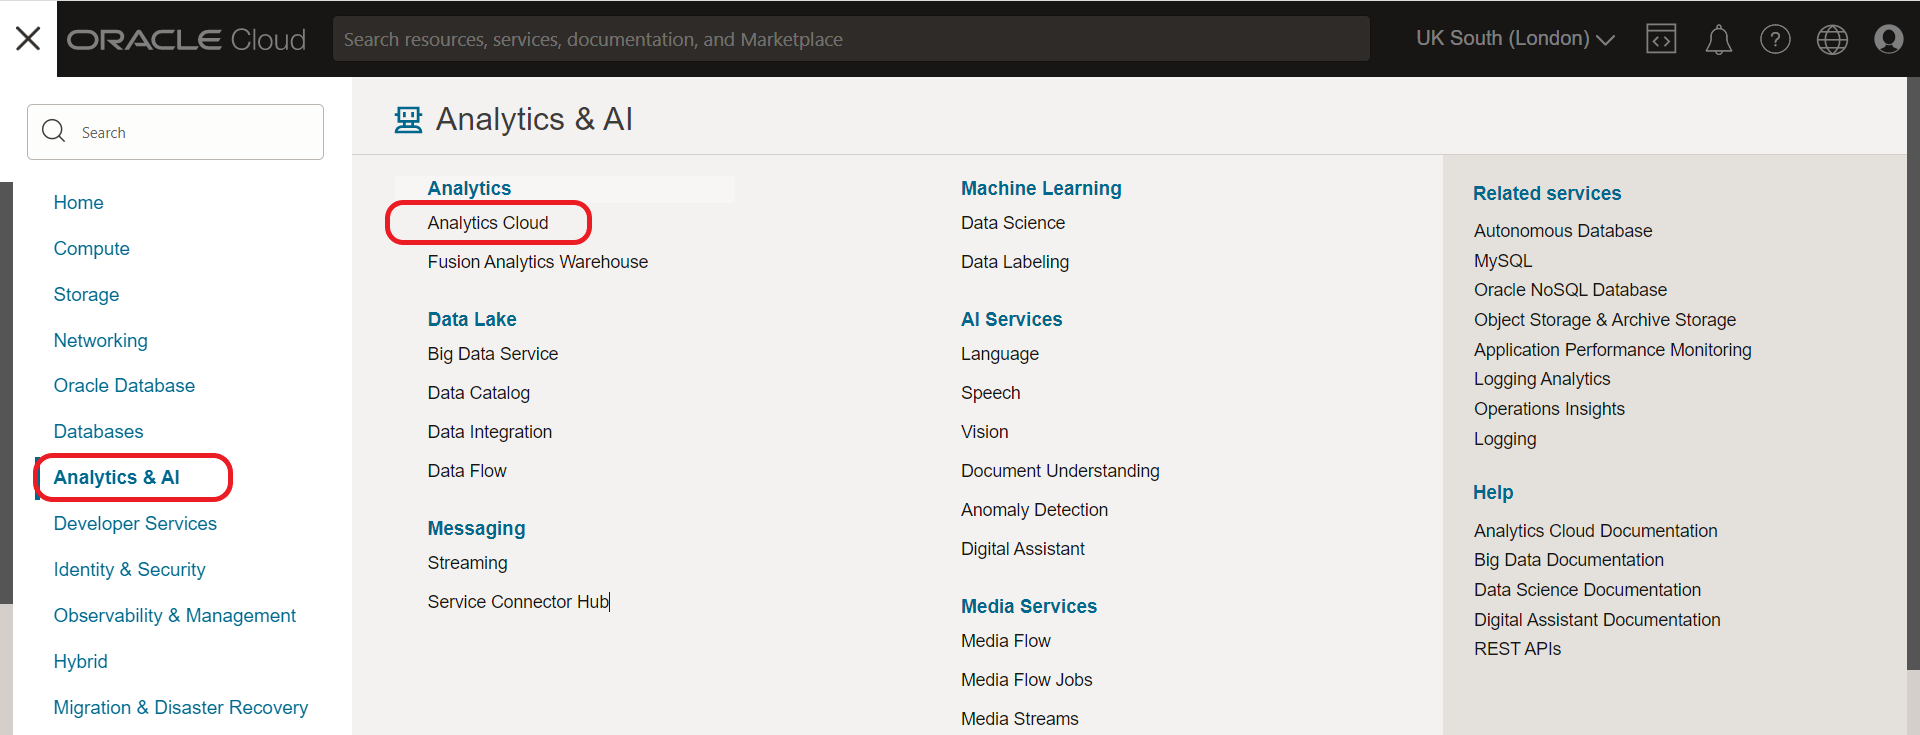 ORACLE Cloud
Search resources, services, documentation, and Marketplace
UK South (London)
Search
Home
Compute
Storage
Networking
Oracle Database
Databases
Analytics & AI
Developer Services
Identity & Security
Observability & Management
Hybrid
Migration & Disaster Recovery
Analytics & AI
Analytics
Analytics Cloud
Fusion Analytics Warehouse
Data Lake
Big Data Service
Data Catalog
Data Integration
Data Flow
Messaging
Streaming
Service Connector Hub
Machine Learning
Data Science
Data Labeling
AI Services
Language
Speech
Vision
Document Understanding
Anomaly Detection
Digital Assistant
Media Services
Media Flow
Media Flow Jobs
Media Streams
Related services
Autonomous Database
MySQL
Oracle NoSQL Database
Object Storage & Archive Storage
Application Performance Monitoring
Logging Analytics
Operations Insights
Logging
Help
Analytics Cloud Documentation
Big Data Documentation
Data Science Documentation
Digital Assistant Documentation
REST APIs